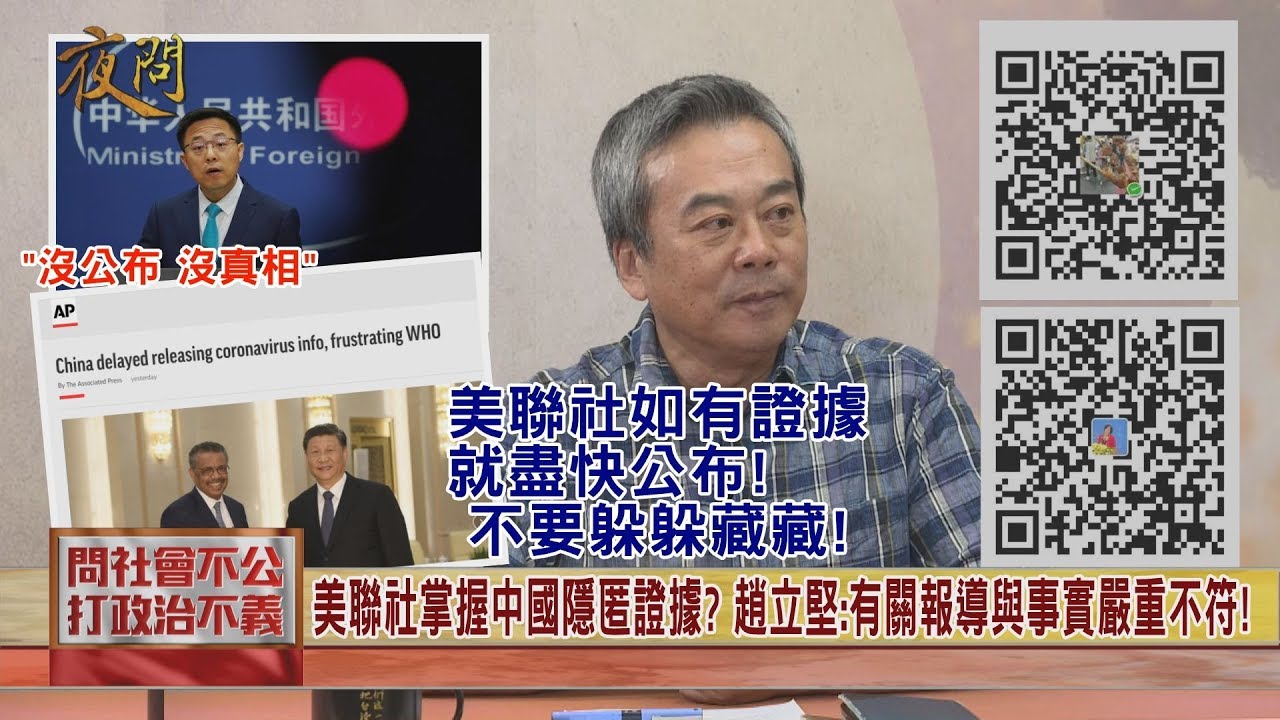 夜問
中华人民共和国外
Ministry Foreign
"沒公布 沒真相"
AP
China delayed releasing coronavirus info, frustrating WHO
By The Associated Press yesterday
美聯社如有證據
就盡快公布!
不要躲躲藏藏!
問社會不公
打政治不義
美聯社掌握中國隱匿證據? 趙立堅:有關報導與事實嚴重不符!